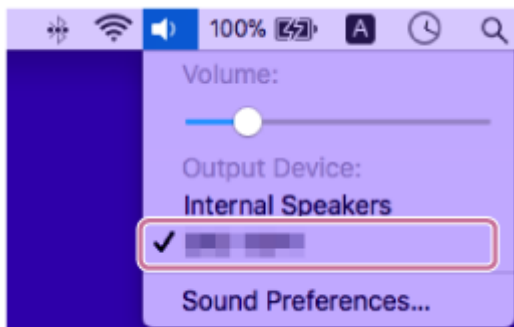 100% A
Volume:
Output Device:
Internal Speakers
Sound Preferences...